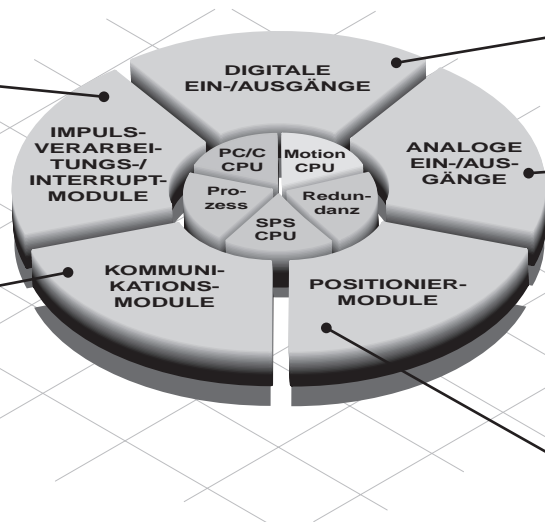 DIGITALE
EIN-/AUSGÄNGE
IMPULS-
VERARBEI-
TUNGS-/
INTERRUPT-
MODULE
ANALOGE
EIN-/AUS-
GÄNGE
PC/C
CPU
Motion
CPU
Pro-
zess
Redun-
danz
SPS
CPU
KOMMUNI-
KATIONS-
MODULE
POSITIONIER-
MODULE